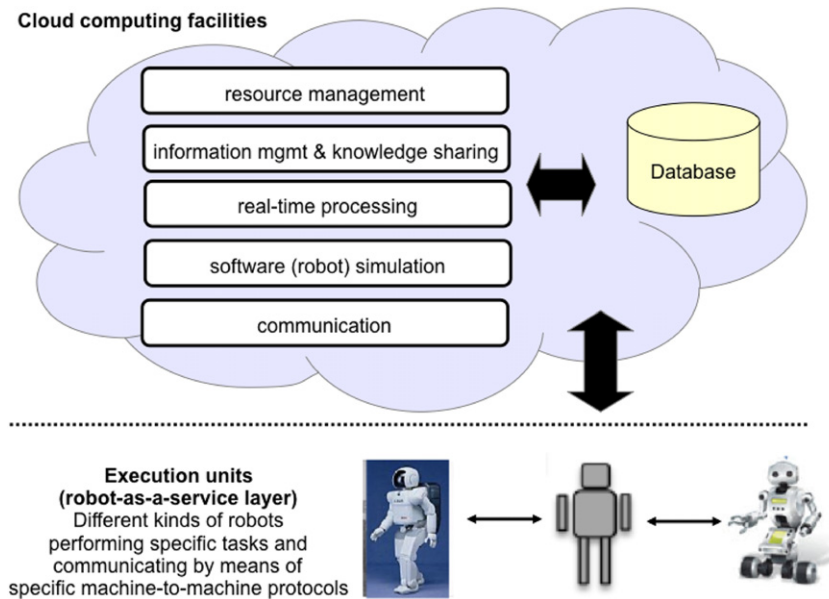 Cloud computing facilities
resource management
information mgmt & knowledge sharing
real-time processing
software (robot) simulation
communication
Database
Execution units
(robot-as-a-service layer)
Different kinds of robots
performing specific tasks and
communicating by means of
specific machine-to-machine protocols